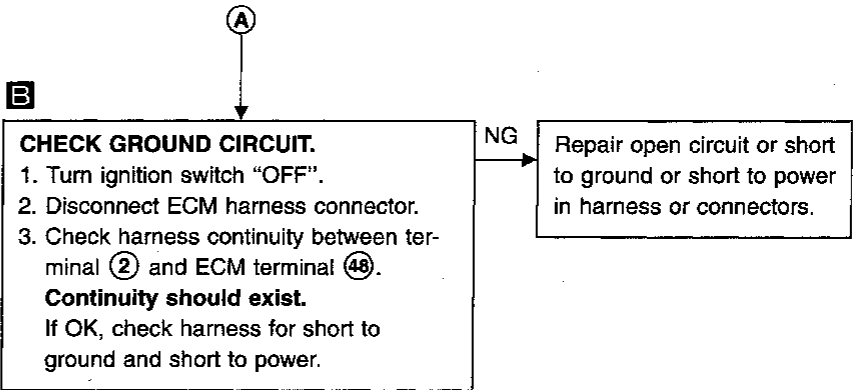 A
B
CHECK GROUND CIRCUIT.
1. Turn ignition switch “OFF”.
2. Disconnect ECM harness connector.
3. Check harness continuity between ter-
minal 2 and ECM terminal 48.
Continuity should exist.
If OK, check harness for short to
ground and short to power.
NG
Repair open circuit or short
to ground or short to power
in harness or connectors.